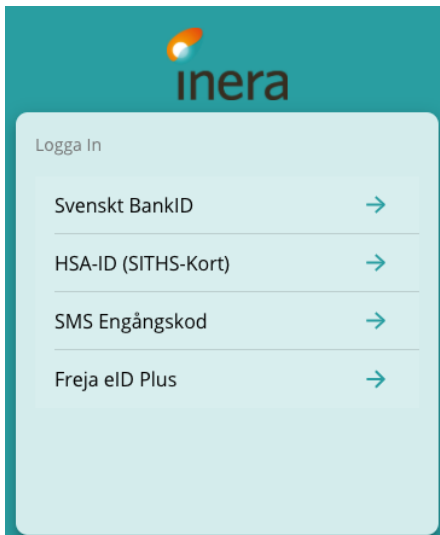 inera
Logga In
Svenskt BankID
HSA-ID (SITHS-Kort)
SMS Engångskod
Freja eID Plus